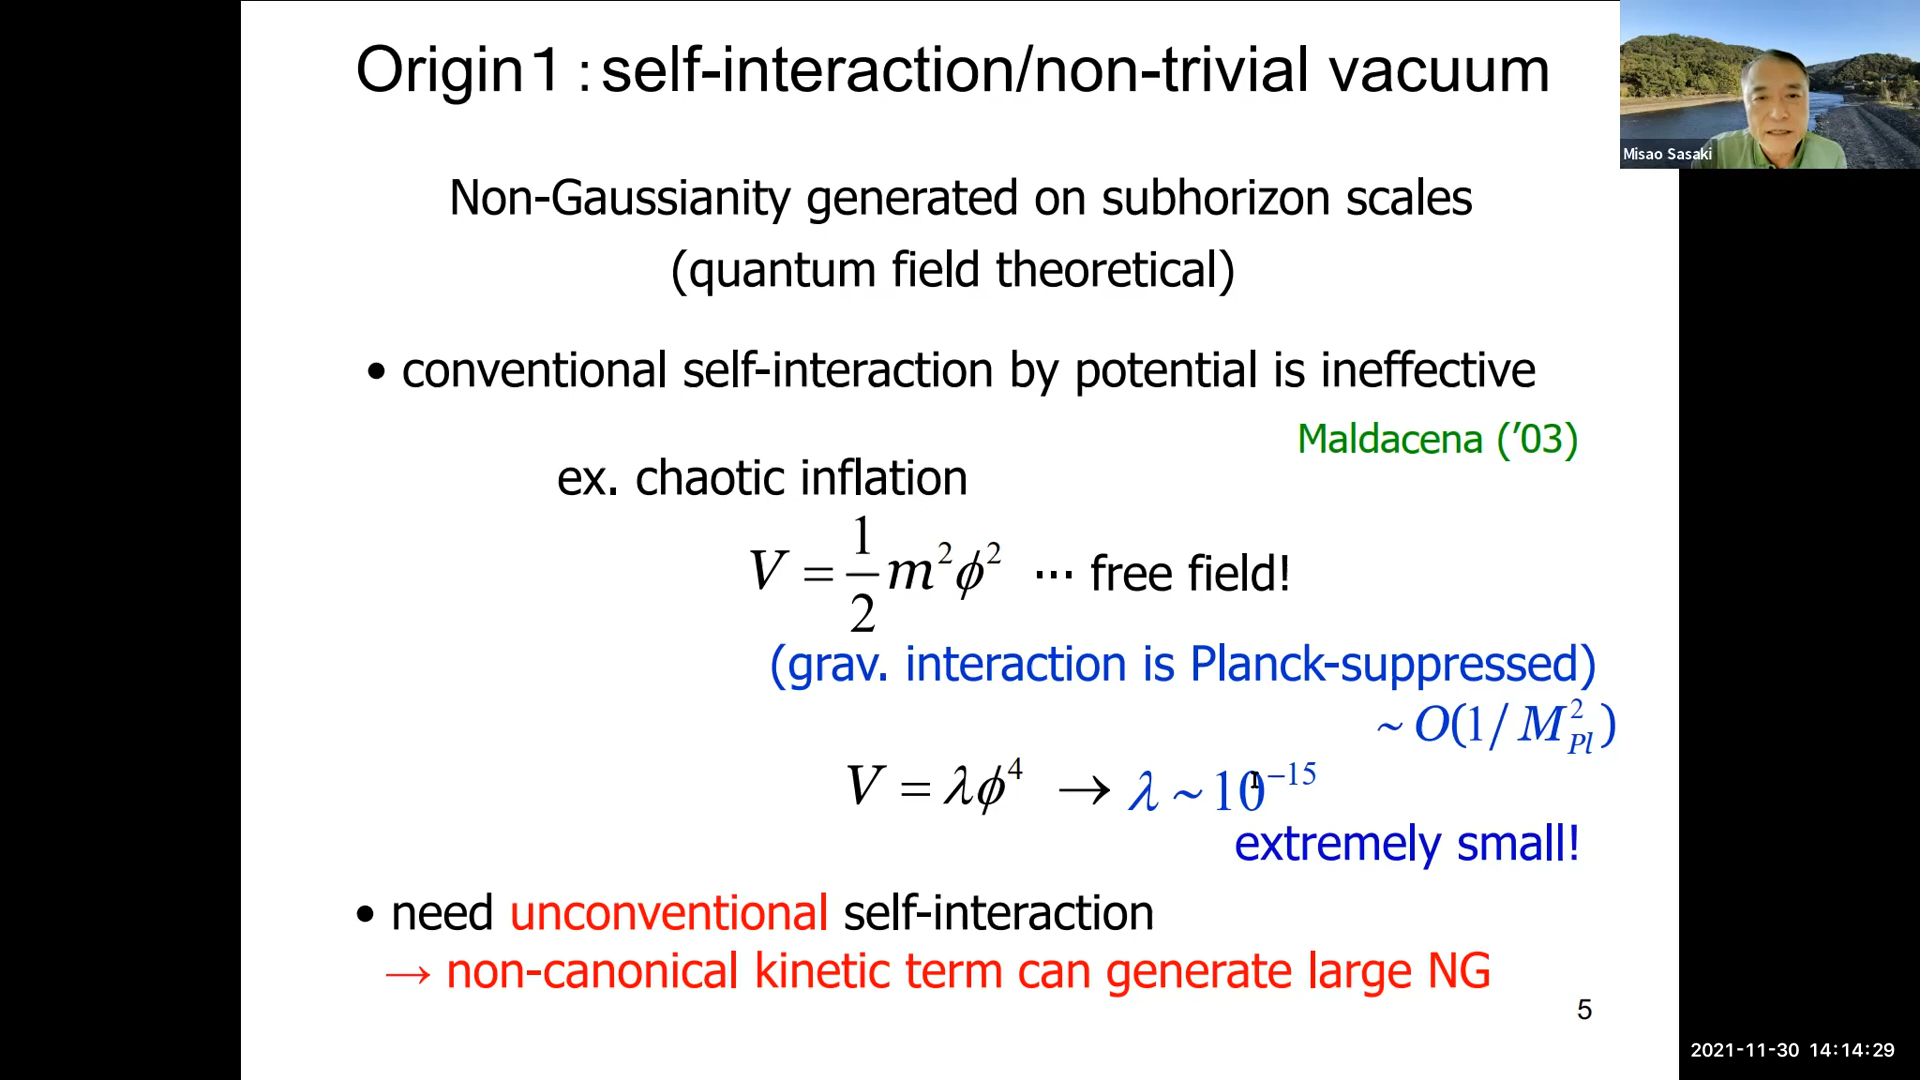 Origin1：self-interaction/non-trivial vacuum
Misao Sasaki
Non-Gaussianity generated on subhorizon scales
(quantum field theoretical)
• conventional self-interaction by potential is ineffective
Maldacena ('03)
ex. chaotic inflation
V = 1/2 m²ϕ² ··· free field!
(grav. interaction is Planck-suppressed)
~ O(1/ M²_Pl)
V = λϕ⁴ → λ ~ 10⁻¹⁵
extremely small!
• need unconventional self-interaction
→ non-canonical kinetic term can generate large NG
5
2021-11-30 14:14:29